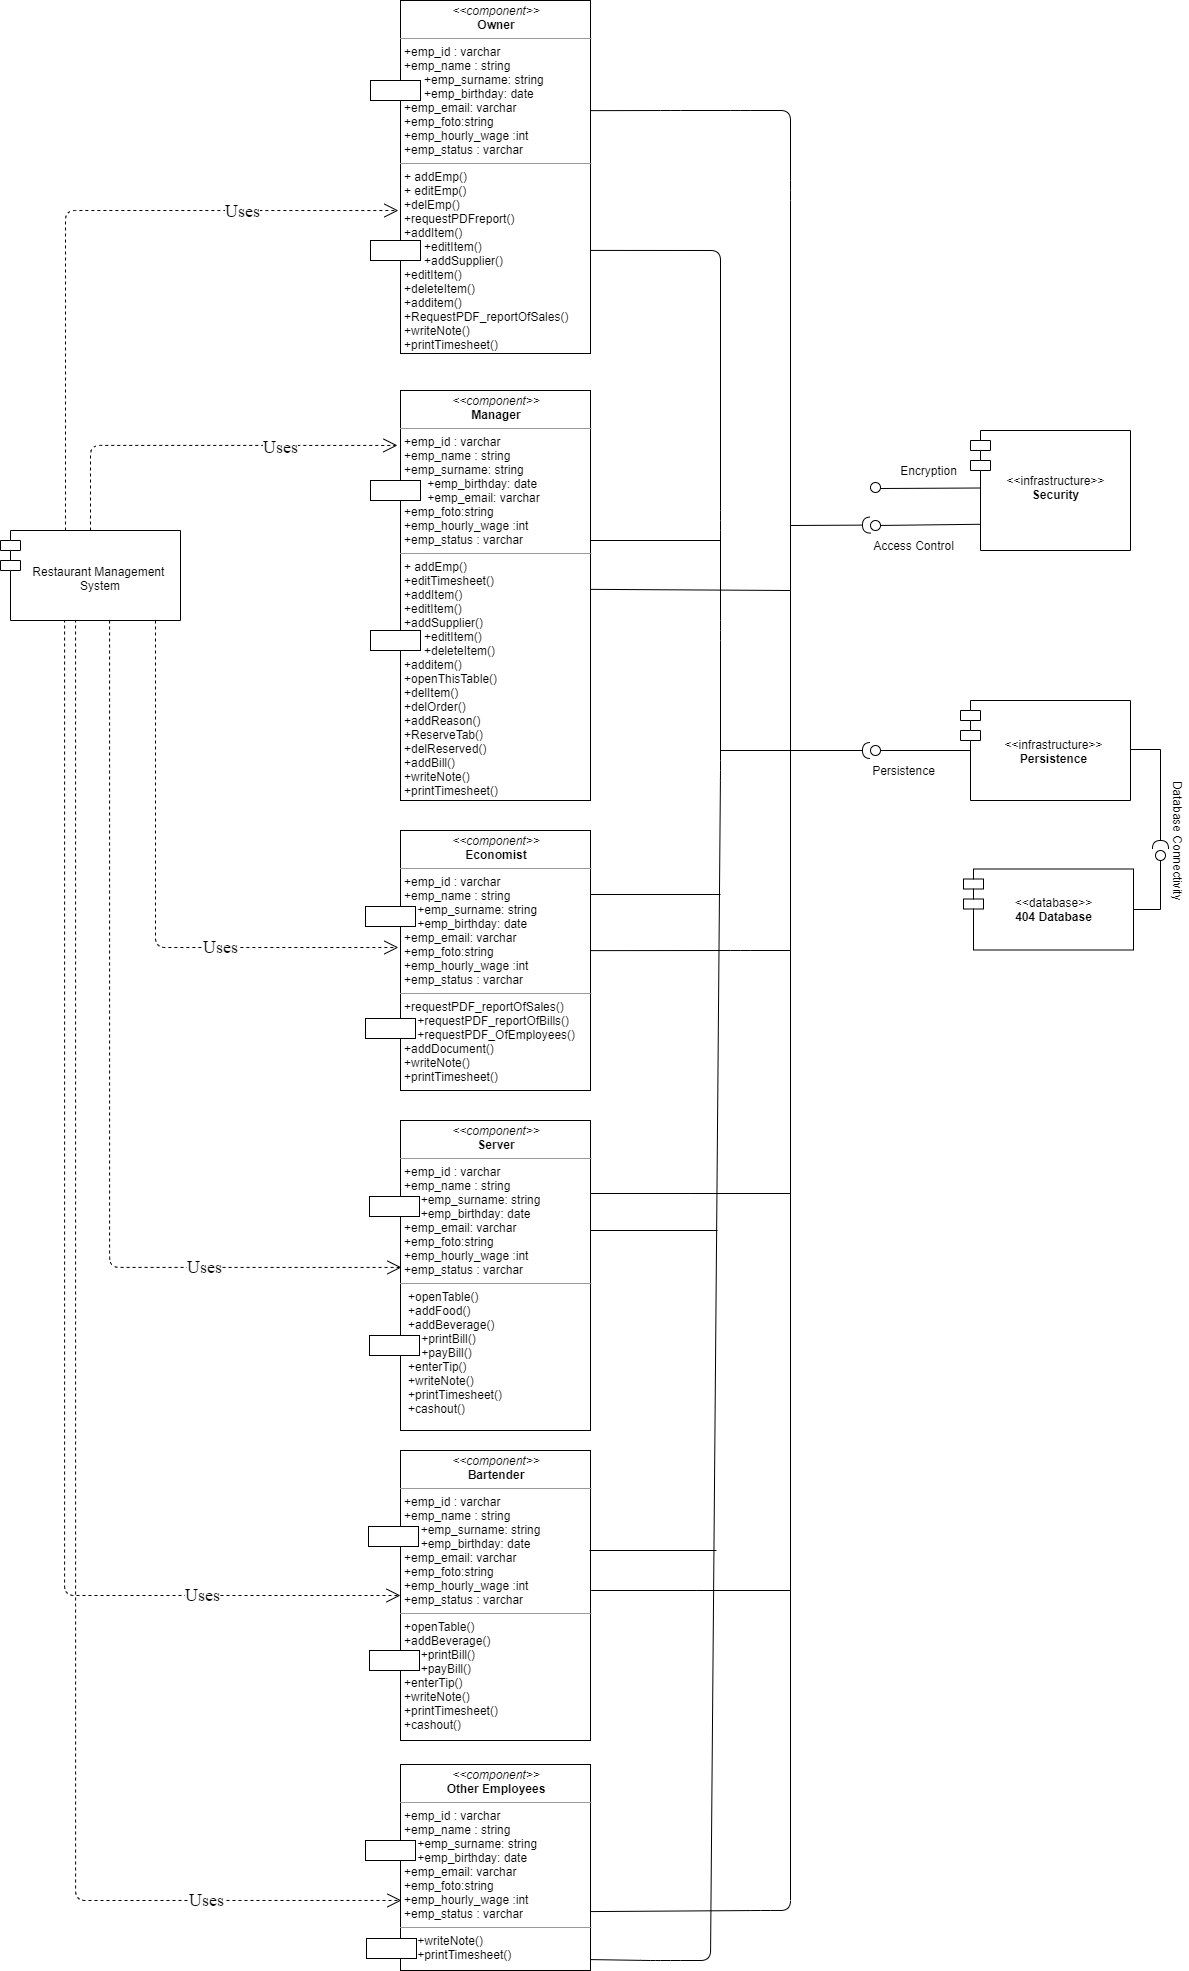 <<component>>
Owner
+emp_id : varchar
+emp_name : string
+emp_surname: string
+emp_birthday: date
+emp_email: varchar
+emp_foto:string
+emp_hourly_wage :int
+emp_status : varchar
+ addEmp()
+ editEmp()
+delEmp()
+requestPDFreport()
+addItem()
+editItem()
+addSupplier()
+editItem()
+deleteItem()
+additem()
+RequestPDF_reportOfSales()
+writeNote()
+printTimesheet()
Uses
<<component>>
Manager
+emp_id : varchar
+emp_name : string
+emp_surname: string
+emp_birthday: date
+emp_email: varchar
+emp_foto:string
+emp_hourly_wage :int
+emp_status : varchar
+ addEmp()
+editTimesheet()
+addItem()
+editItem()
+addSupplier()
+editItem()
+deleteItem()
+additem()
+openThisTable()
+delItem()
+delOrder()
+addReason()
+ReserveTab()
+delReserved()
+addBill()
+writeNote()
+printTimesheet()
Uses
Restaurant Management
System
Encryption
<<infrastructure>>
Security
Access Control
<<infrastructure>>
Persistence
Persistence
Database Connectivity
<<database>>
404 Database
<<component>>
Economist
+emp_id : varchar
+emp_name : string
+emp_surname: string
+emp_birthday: date
+emp_email: varchar
+emp_foto:string
+emp_hourly_wage :int
+emp_status : varchar
+requestPDF_reportOfSales()
+requestPDF_reportOfBills()
+requestPDF_OfEmployees()
+addDocument()
+writeNote()
+printTimesheet()
Uses
<<component>>
Server
+emp_id : varchar
+emp_name : string
+emp_surname: string
+emp_birthday: date
+emp_email: varchar
+emp_foto:string
+emp_hourly_wage :int
+emp_status : varchar
+openTable()
+addFood()
+addBeverage()
+printBill()
+payBill()
+enterTip()
+writeNote()
+printTimesheet()
+cashout()
Uses
<<component>>
Bartender
+emp_id : varchar
+emp_name : string
+emp_surname: string
+emp_birthday: date
+emp_email: varchar
+emp_foto:string
+emp_hourly_wage :int
+emp_status : varchar
+openTable()
+addBeverage()
+printBill()
+payBill()
+enterTip()
+writeNote()
+printTimesheet()
+cashout()
Uses
<<component>>
Other Employees
+emp_id : varchar
+emp_name : string
+emp_surname: string
+emp_birthday: date
+emp_email: varchar
+emp_foto:string
+emp_hourly_wage :int
+emp_status : varchar
+writeNote()
+printTimesheet()
Uses